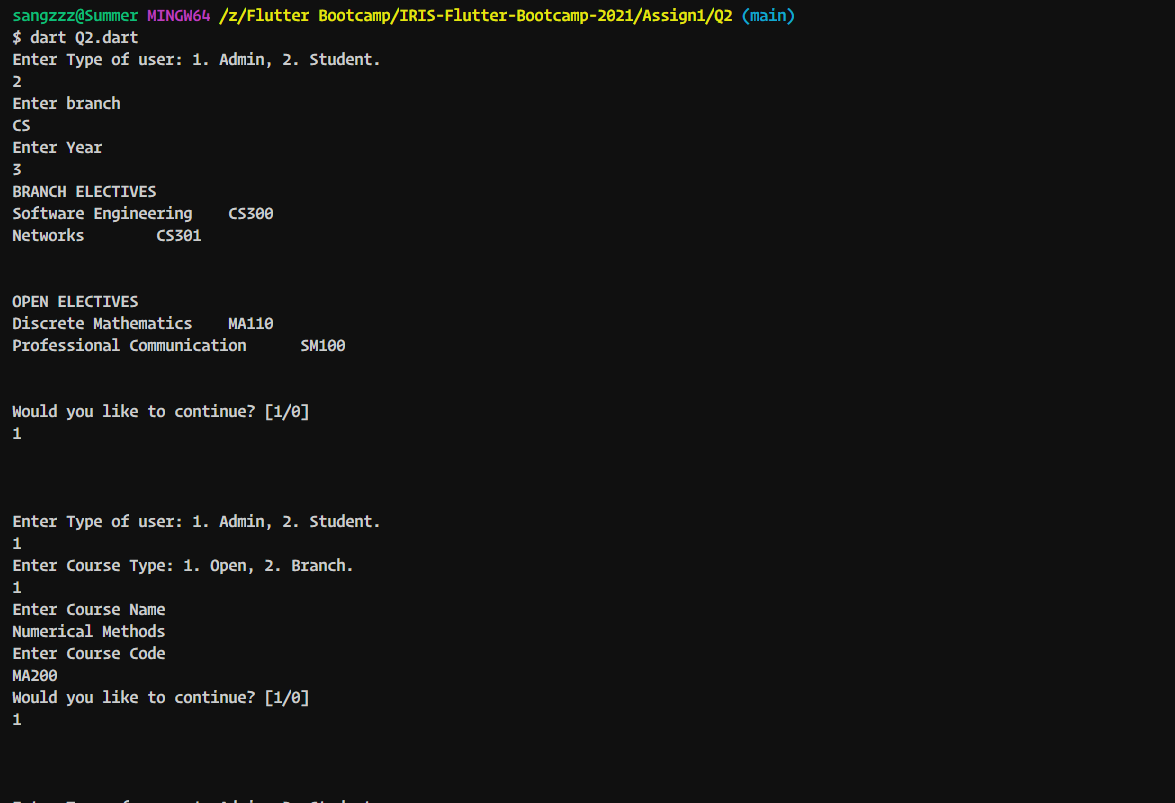 sangzzz@Summer MINGW64 /z/Flutter Bootcamp/IRIS-Flutter-Bootcamp-2021/Assign1/Q2 (main)
$ dart Q2.dart
Enter Type of user: 1. Admin, 2. Student.
2
Enter branch
CS
Enter Year
3
BRANCH ELECTIVES
Software Engineering    CS300
Networks        CS301
OPEN ELECTIVES
Discrete Mathematics    MA110
Professional Communication      SM100
Would you like to continue? [1/0]
1
Enter Type of user: 1. Admin, 2. Student.
1
Enter Course Type: 1. Open, 2. Branch.
1
Enter Course Name
Numerical Methods
Enter Course Code
MA200
Would you like to continue? [1/0]
1